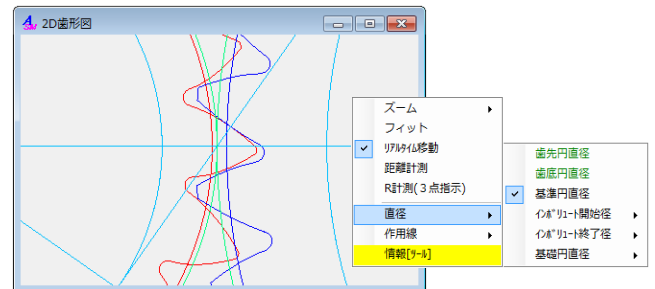 2D歯形図
ズーム
フィット
ﾘｱﾙﾀｲﾑ移動
距離計測
R計測(３点指示)
直径
作用線
情報[ﾂｰﾙ]
歯先円直径
歯底円直径
基準円直径
ｲﾝﾎﾞﾘｭｰﾄ開始径
ｲﾝﾎﾞﾘｭｰﾄ終了径
基礎円直径